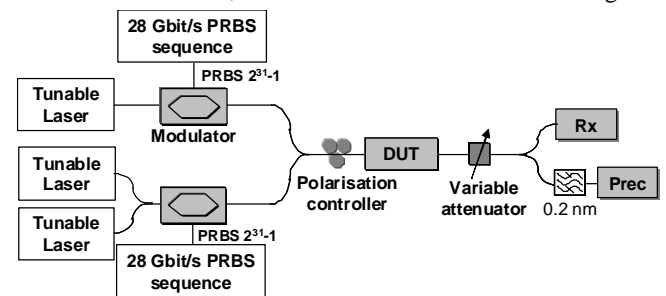 28 Gbit/s PRBS
sequence
PRBS 2³¹-1
Tunable
Laser
Modulator
Rx
Tunable
Laser
DUT
Polarisation
controller
Variable
attenuator
0.2 nm
Prec
Tunable
Laser
PRBS 2³¹-1
28 Gbit/s PRBS
sequence